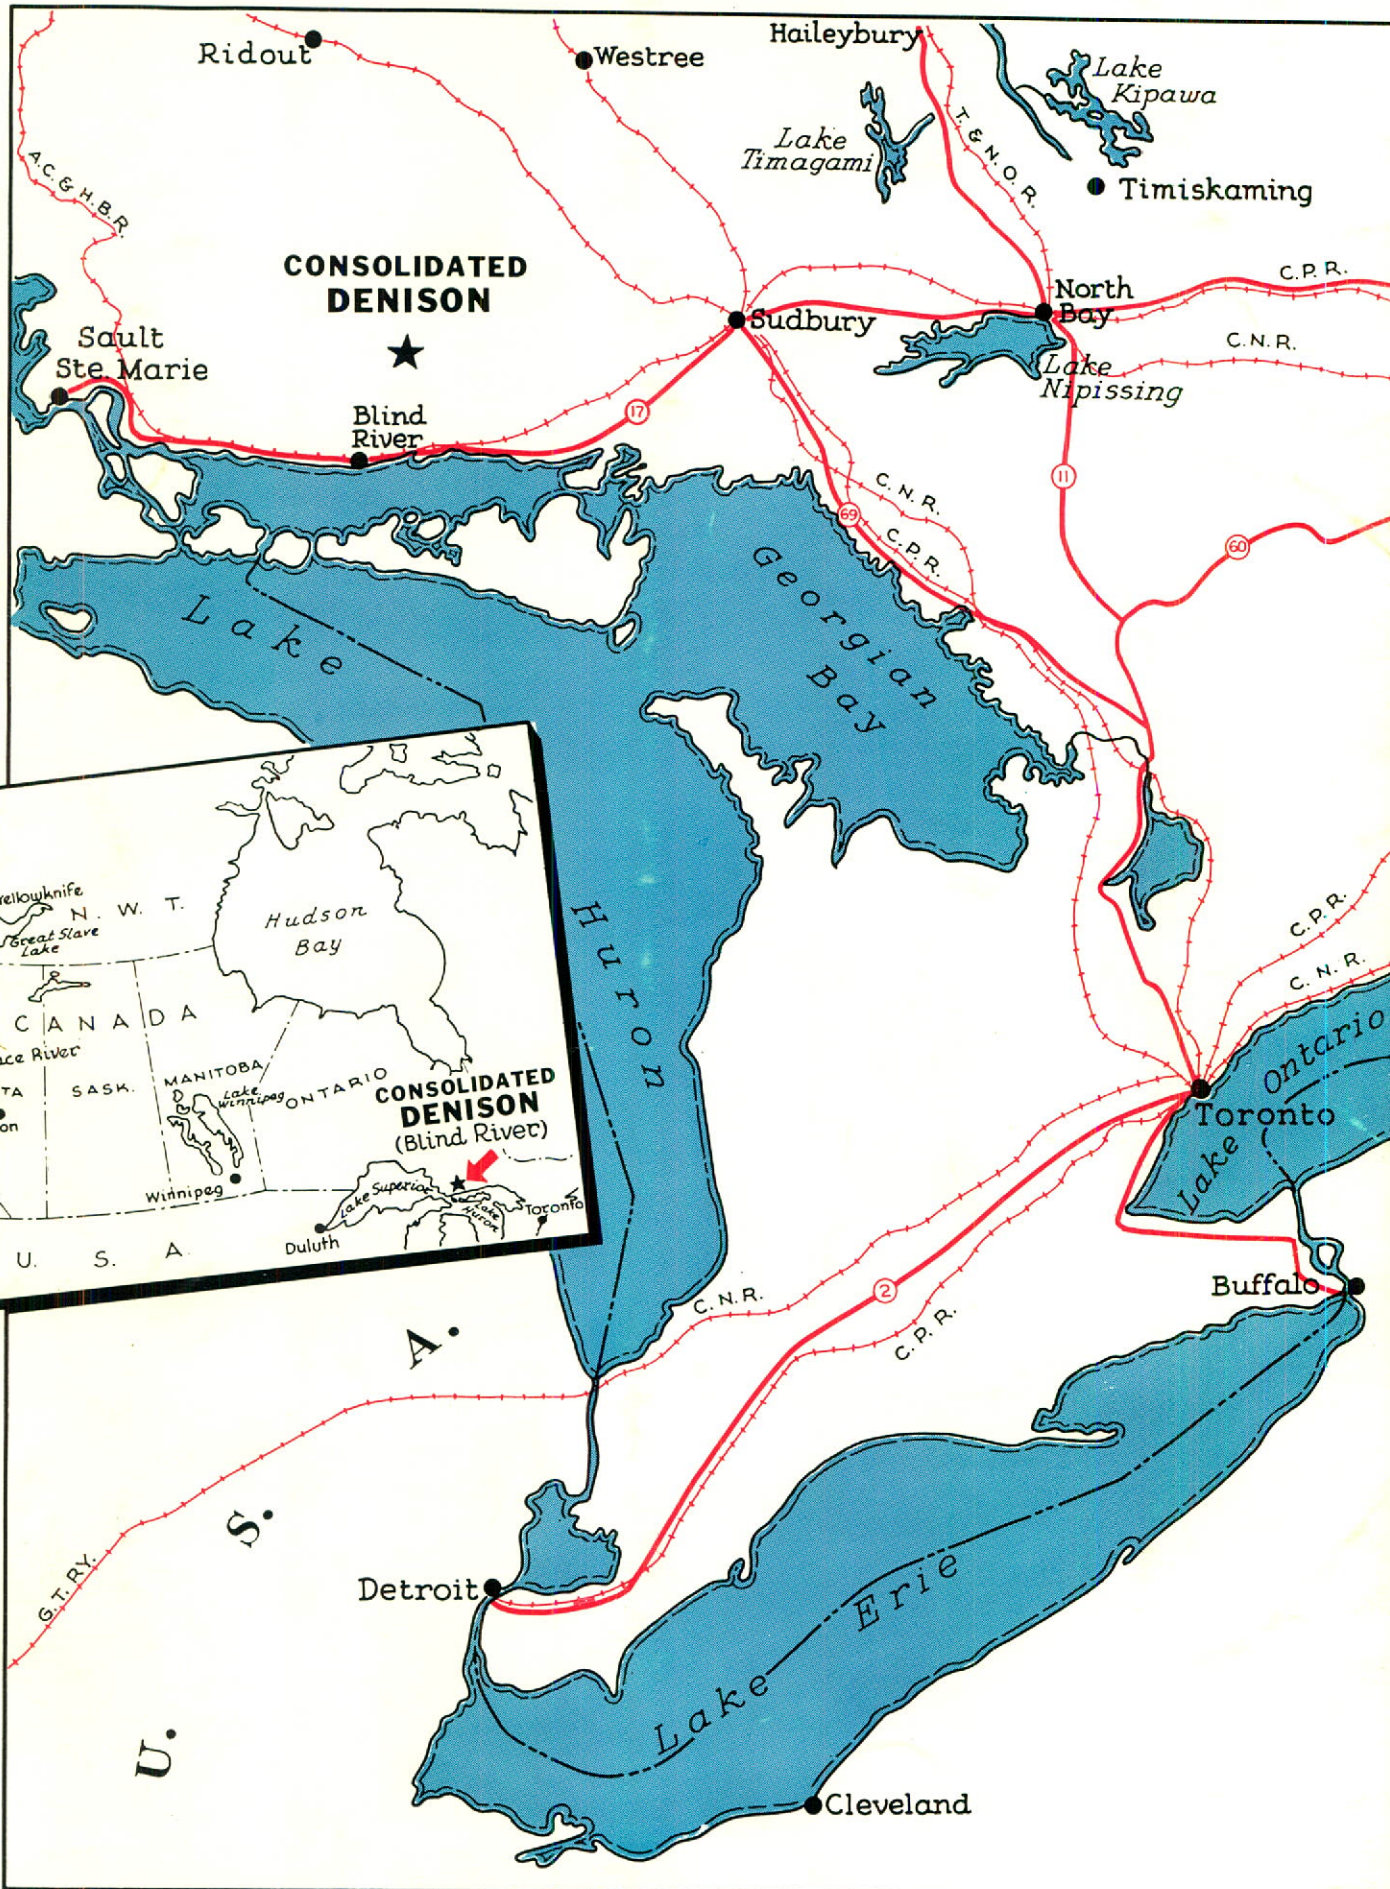 Ridout
Westree
Haileybury
Lake
Kipawa
Lake
Timagami
T. & N. O. R.
Timiskaming
A.C. & H.B.R.
CONSOLIDATED
DENISON
North
Bay
C.P.R.
Sault
Ste. Marie
Sudbury
C.N.R.
Lake
Nipissing
Blind
River
17
11
C.N.R.
69
C.P.R.
60
Georgian
Bay
Lake
Huron
Yellowknife
N. W. T.
Great Slave
Lake
Hudson
Bay
CANADA
ce River
TA
SASK.
MANITOBA
Lake
Winnipeg
ONTARIO
on
CONSOLIDATED
DENISON
(Blind River)
Winnipeg
Lake Superior
Lake
Huron
Toronto
Duluth
U. S. A.
C.P.R.
C.N.R.
Lake Ontario
Toronto
Buffalo
C.N.R.
2
C.P.R.
U. S. A.
G.T. RY.
Detroit
Lake Erie
Cleveland